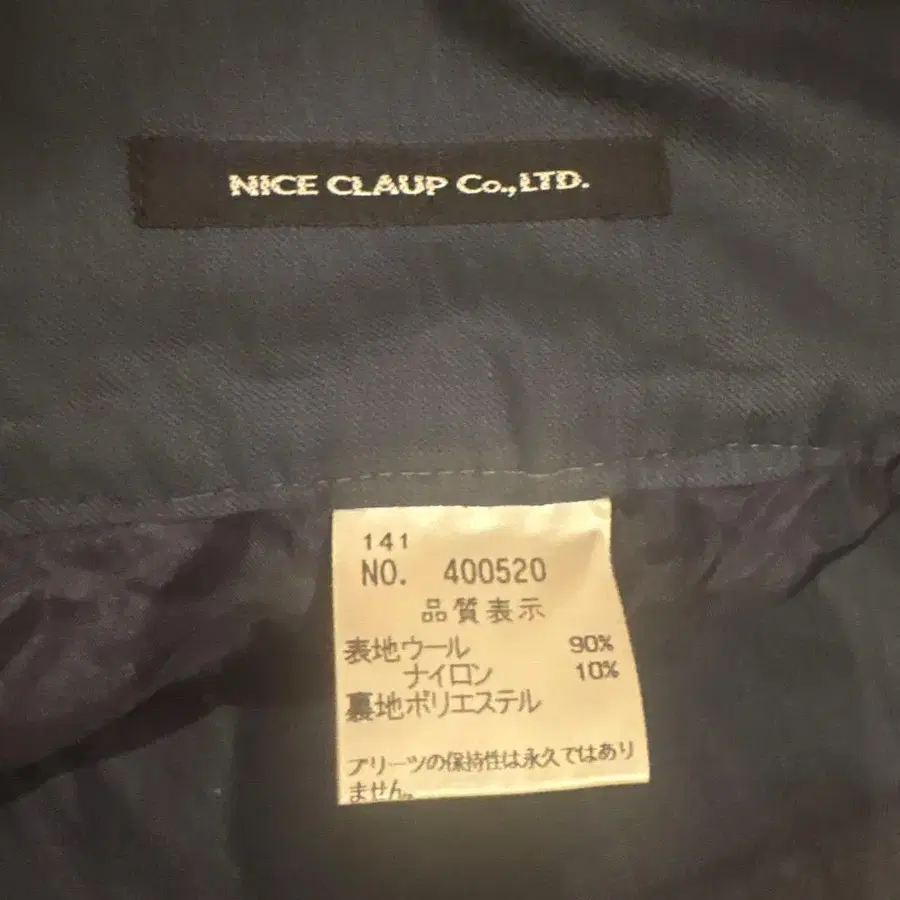 NICE CLAUP Co.,LTD.
141
NO. 400520
品質表示
表地ウール 90%
ナイロン 10%
裏地ポリエステル
プリーツの保持性は永久ではあり
ません。